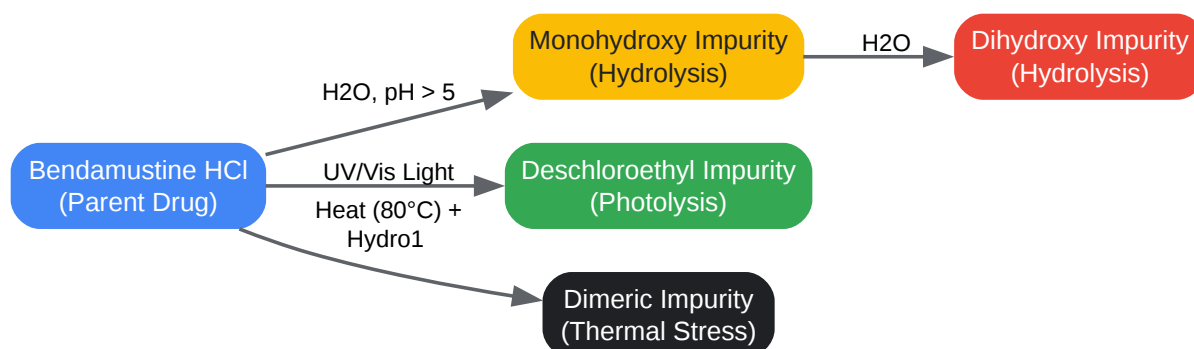 Monohydroxy Impurity
(Hydrolysis)
H2O
Dihydroxy Impurity
(Hydrolysis)
H2O, pH > 5
Bendamustine HCl
(Parent Drug)
UV/Vis Light
Deschloroethyl Impurity
(Photolysis)
Heat (80°C) +
Hydro1
Dimeric Impurity
(Thermal Stress)